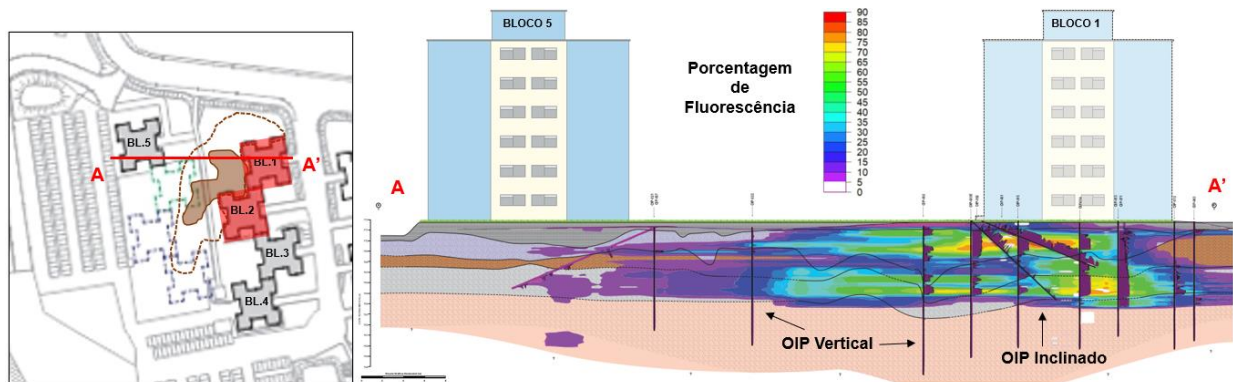 BL.5
BL.1
A
A'
BL.2
BL.3
BL.4
BLOCO 5
BLOCO 1
Porcentagem
de
Fluorescência
90
85
80
75
70
65
60
55
50
45
40
35
30
25
20
15
10
5
0
A
A'
OIP Vertical
OIP Inclinado